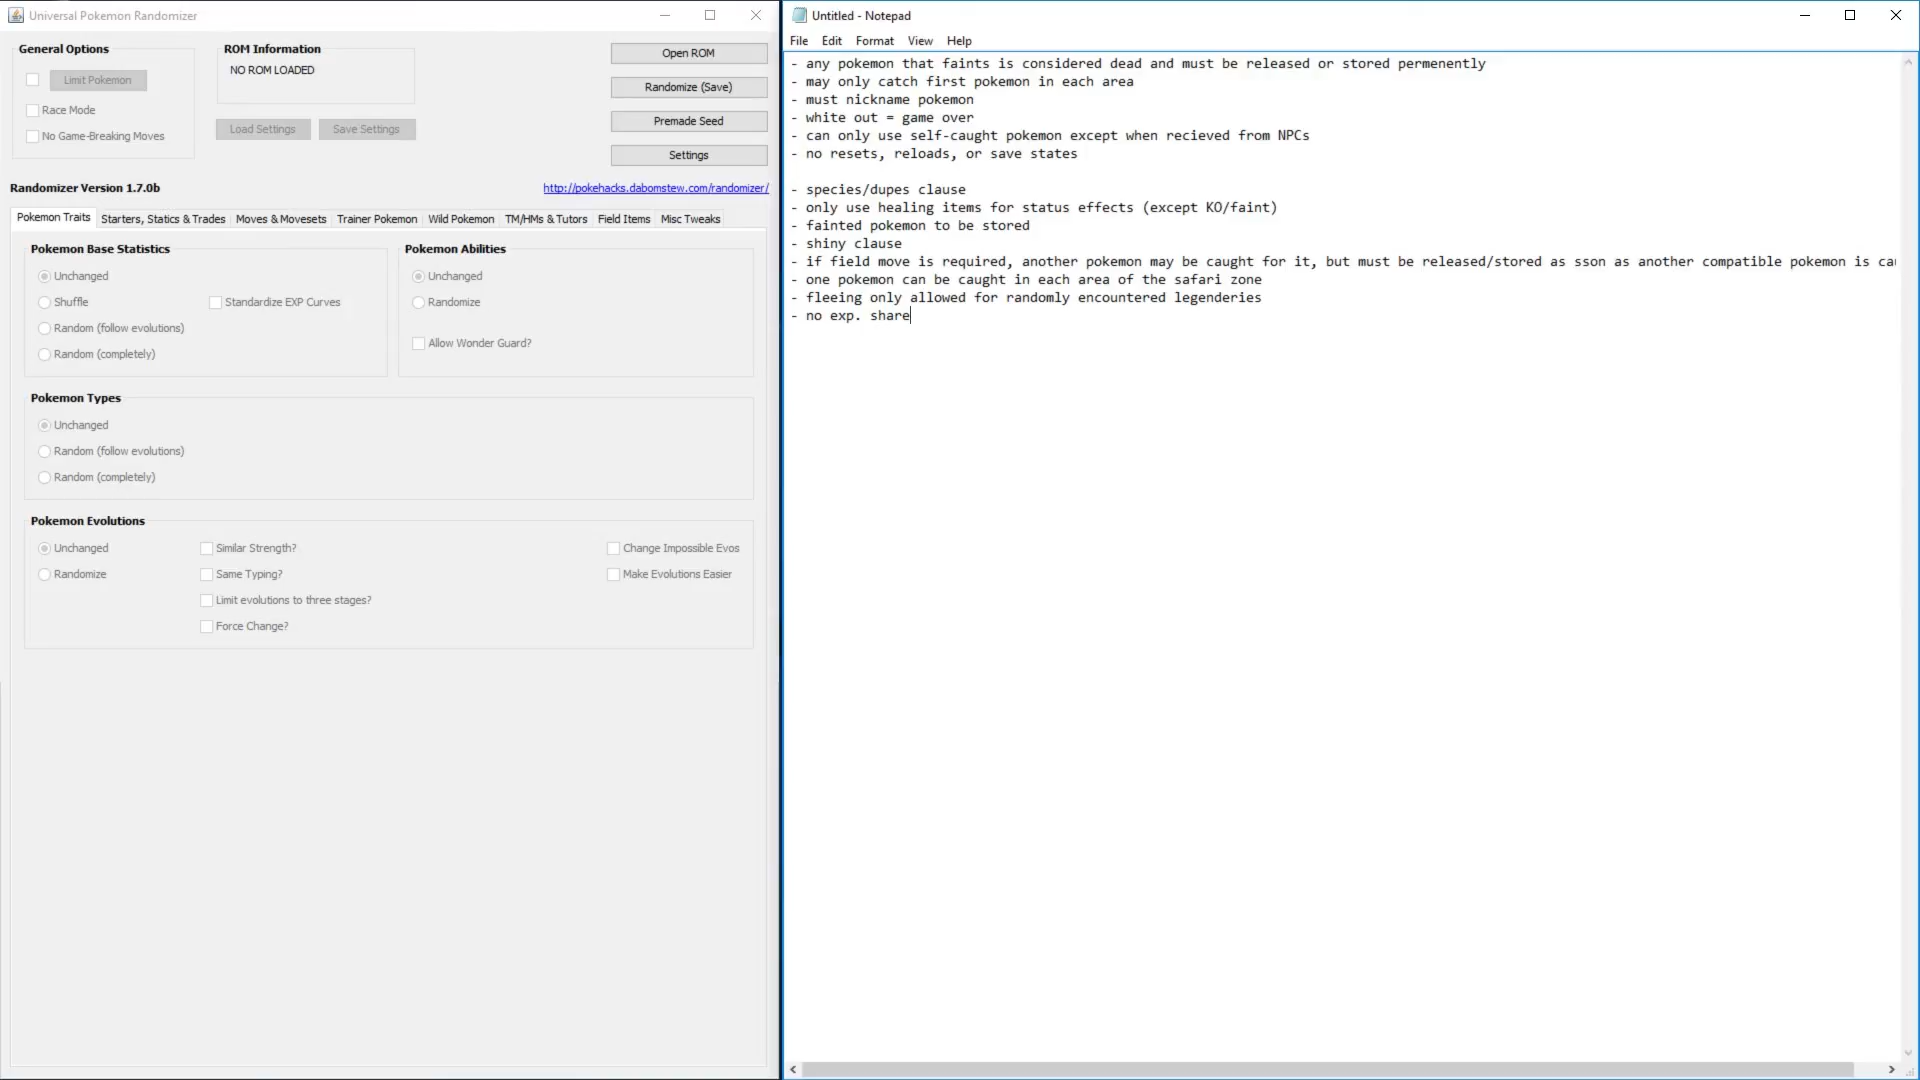 Universal Pokemon Randomizer
General Options
Limit Pokemon
Race Mode
No Game-Breaking Moves
ROM Information
NO ROM LOADED
Load Settings
Save Settings
Open ROM
Randomize (Save)
Premade Seed
Settings
Randomizer Version 1.7.0b
http://pokehacks.dabomstew.com/randomizer/
Pokemon Traits
Starters, Statics & Trades
Moves & Movesets
Trainer Pokemon
Wild Pokemon
TM/HMs & Tutors
Field Items
Misc Tweaks
Pokemon Base Statistics
Unchanged
Shuffle
Standardize EXP Curves
Random (follow evolutions)
Random (completely)
Pokemon Abilities
Unchanged
Randomize
Allow Wonder Guard?
Pokemon Types
Unchanged
Random (follow evolutions)
Random (completely)
Pokemon Evolutions
Unchanged
Randomize
Similar Strength?
Same Typing?
Limit evolutions to three stages?
Force Change?
Change Impossible Evos
Make Evolutions Easier
Untitled - Notepad
File Edit Format View Help
- any pokemon that faints is considered dead and must be released or stored permenently
- may only catch first pokemon in each area
- must nickname pokemon
- white out = game over
- can only use self-caught pokemon except when recieved from NPCs
- no resets, reloads, or save states
- species/dupes clause
- only use healing items for status effects (except KO/faint)
- fainted pokemon to be stored
- shiny clause
- if field move is required, another pokemon may be caught for it, but must be released/stored as sson as another compatible pokemon is
- one pokemon can be caught in each area of the safari zone
- fleeing only allowed for randomly encountered legenderies
- no exp. share